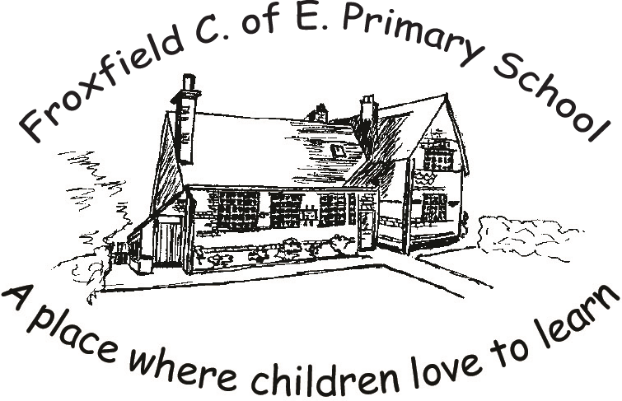 Froxfield C. of E. Primary School
A place where children love to learn